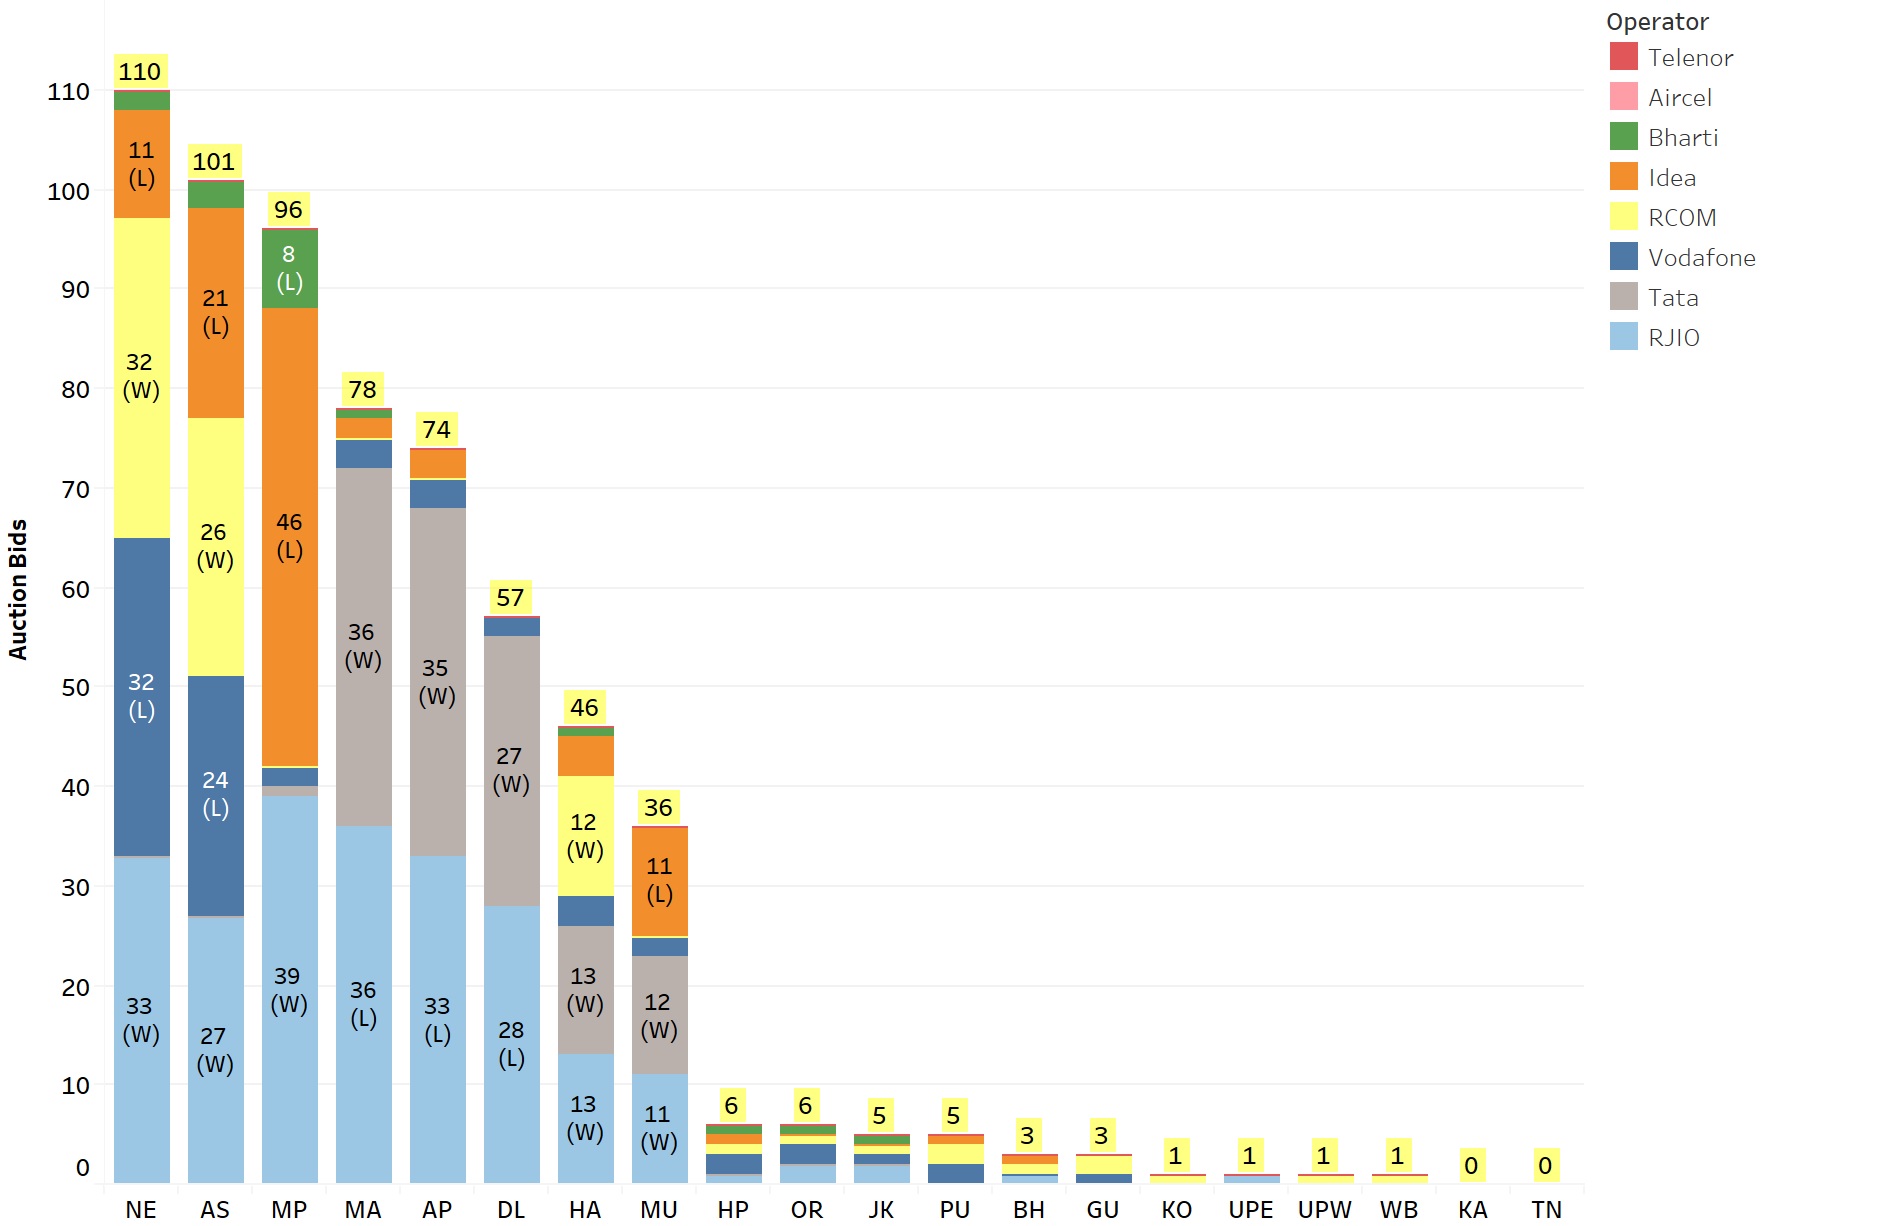 Operator
Telenor
Aircel
Bharti
Idea
RCOM
Vodafone
Tata
RJIO
Auction Bids
110
100
90
80
70
60
50
40
30
20
10
0
110
11
(L)
32
(W)
32
(L)
33
(W)
101
21
(L)
26
(W)
24
(L)
27
(W)
96
8
(L)
46
(L)
39
(W)
78
36
(W)
36
(L)
74
35
(W)
33
(L)
57
27
(W)
28
(L)
46
12
(W)
13
(W)
13
(W)
36
11
(L)
12
(W)
11
(W)
6
6
5
5
3
3
1
1
1
1
0
0
NE AS MP MA AP DL HA MU HP OR JK PU BH GU KO UPE UPW WB KA TN